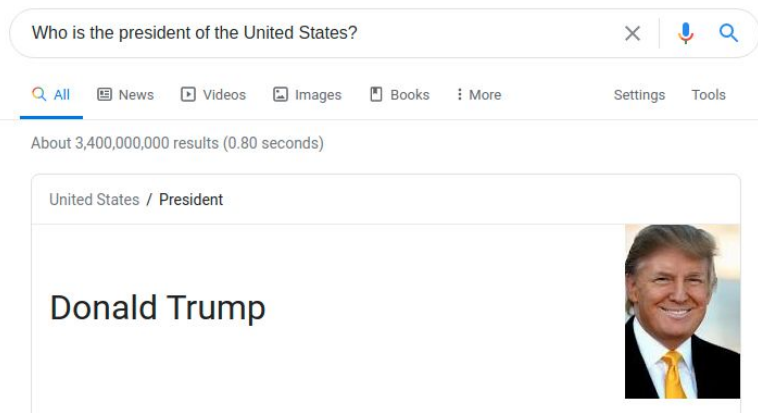 Who is the president of the United States?
All News Videos Images Books More Settings Tools
About 3,400,000,000 results (0.80 seconds)
United States / President
Donald Trump